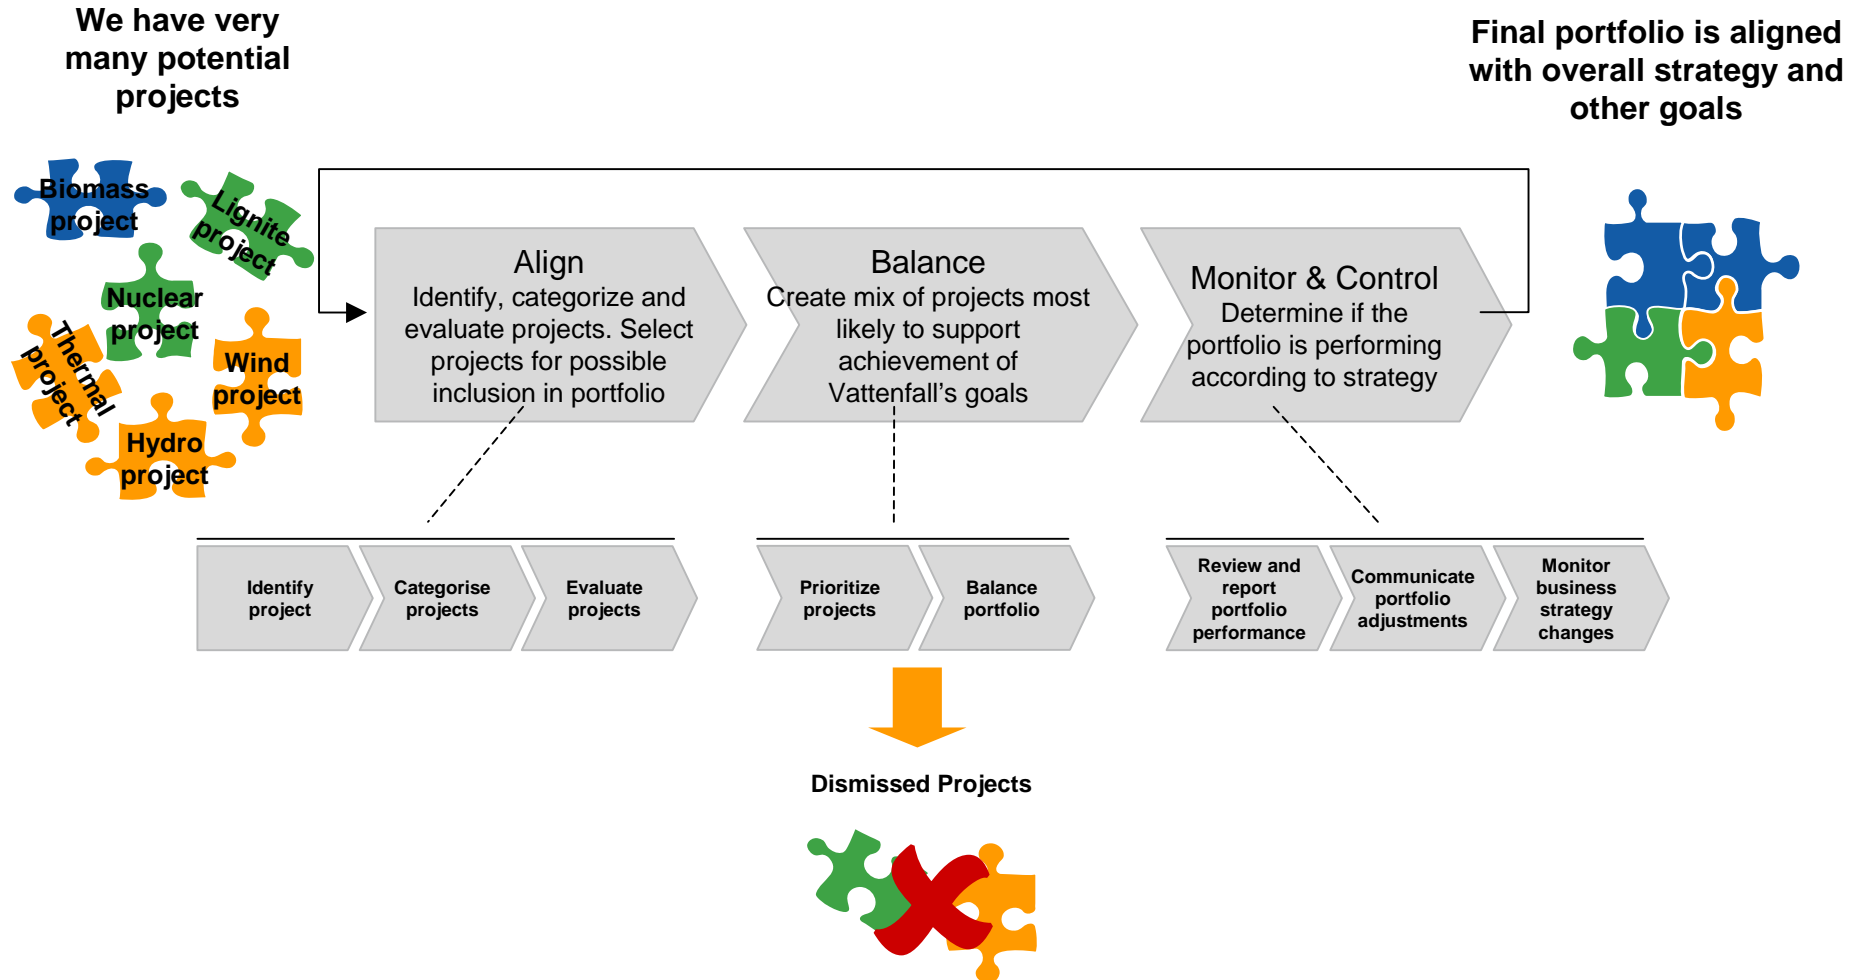 We have very
many potential
projects
Final portfolio is aligned
with overall strategy and
other goals
Biomass
project
Lignite
project
Nuclear
project
Thermal
project
Wind
project
Hydro
project
Align
Identify, categorize and
evaluate projects. Select
projects for possible
inclusion in portfolio
Balance
Create mix of projects most
likely to support
achievement of
Vattenfall’s goals
Monitor & Control
Determine if the
portfolio is performing
according to strategy
Identify
project
Categorise
projects
Evaluate
projects
Prioritize
projects
Balance
portfolio
Review and
report
portfolio
performance
Communicate
portfolio
adjustments
Monitor
business
strategy
changes
Dismissed Projects